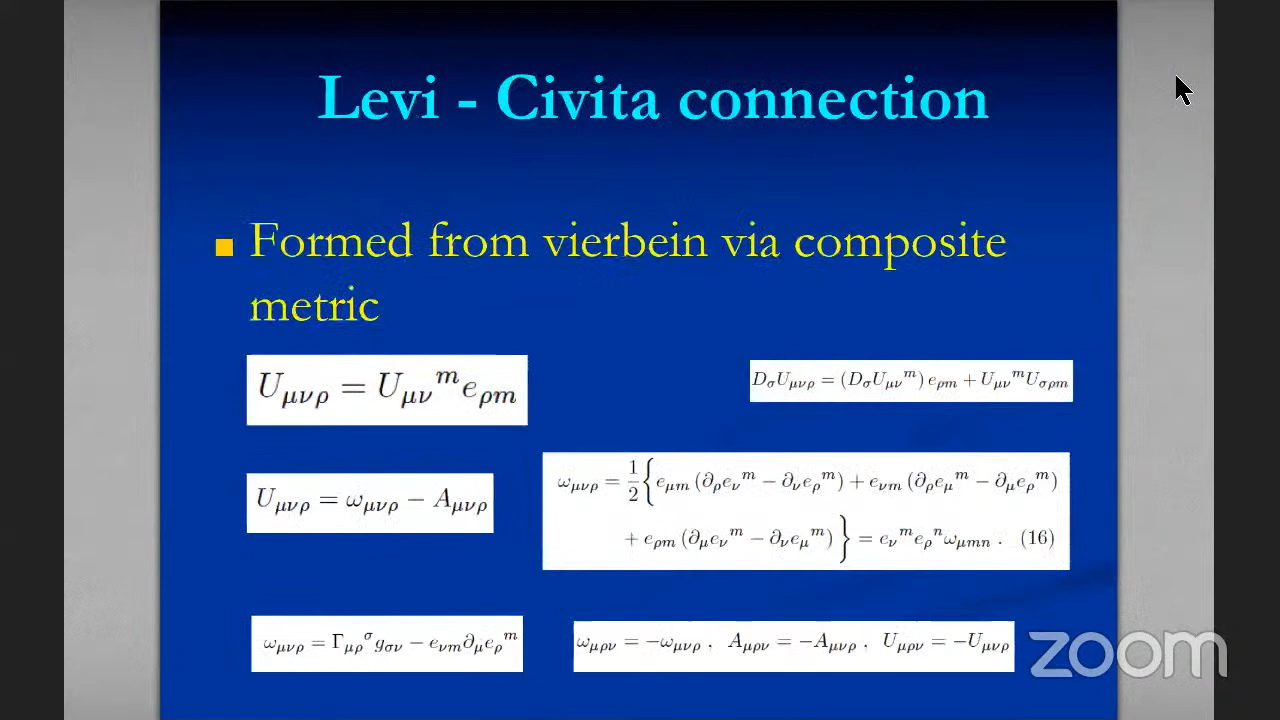 Levi - Civita connection
Formed from vierbein via composite
metric
U_{μνρ} = U_{μν}{}^{m} e_{ρm}
D_σ U_{μνρ} = (D_σ U_{μν}{}^{m}) e_{ρm} + U_{μν}{}^{m} U_{σρm}
U_{μνρ} = ω_{μνρ} − A_{μνρ}
ω_{μνρ} = \frac{1}{2} { e_{μm} (∂_ρ e_ν{}^{m} − ∂_ν e_ρ{}^{m}) + e_{νm} (∂_ρ e_μ{}^{m} − ∂_μ e_ρ{}^{m})
+ e_{ρm} (∂_μ e_ν{}^{m} − ∂_ν e_μ{}^{m}) } = e_ν{}^{m} e_ρ{}^{n} ω_{μmn} . (16)
ω_{μνρ} = Γ_{μρ}{}^{σ} g_{σν} − e_{νm} ∂_μ e_ρ{}^{m}
ω_{μρν} = −ω_{μνρ} , A_{μρν} = −A_{μνρ} , U_{μρν} = −U_{μνρ}
zoom